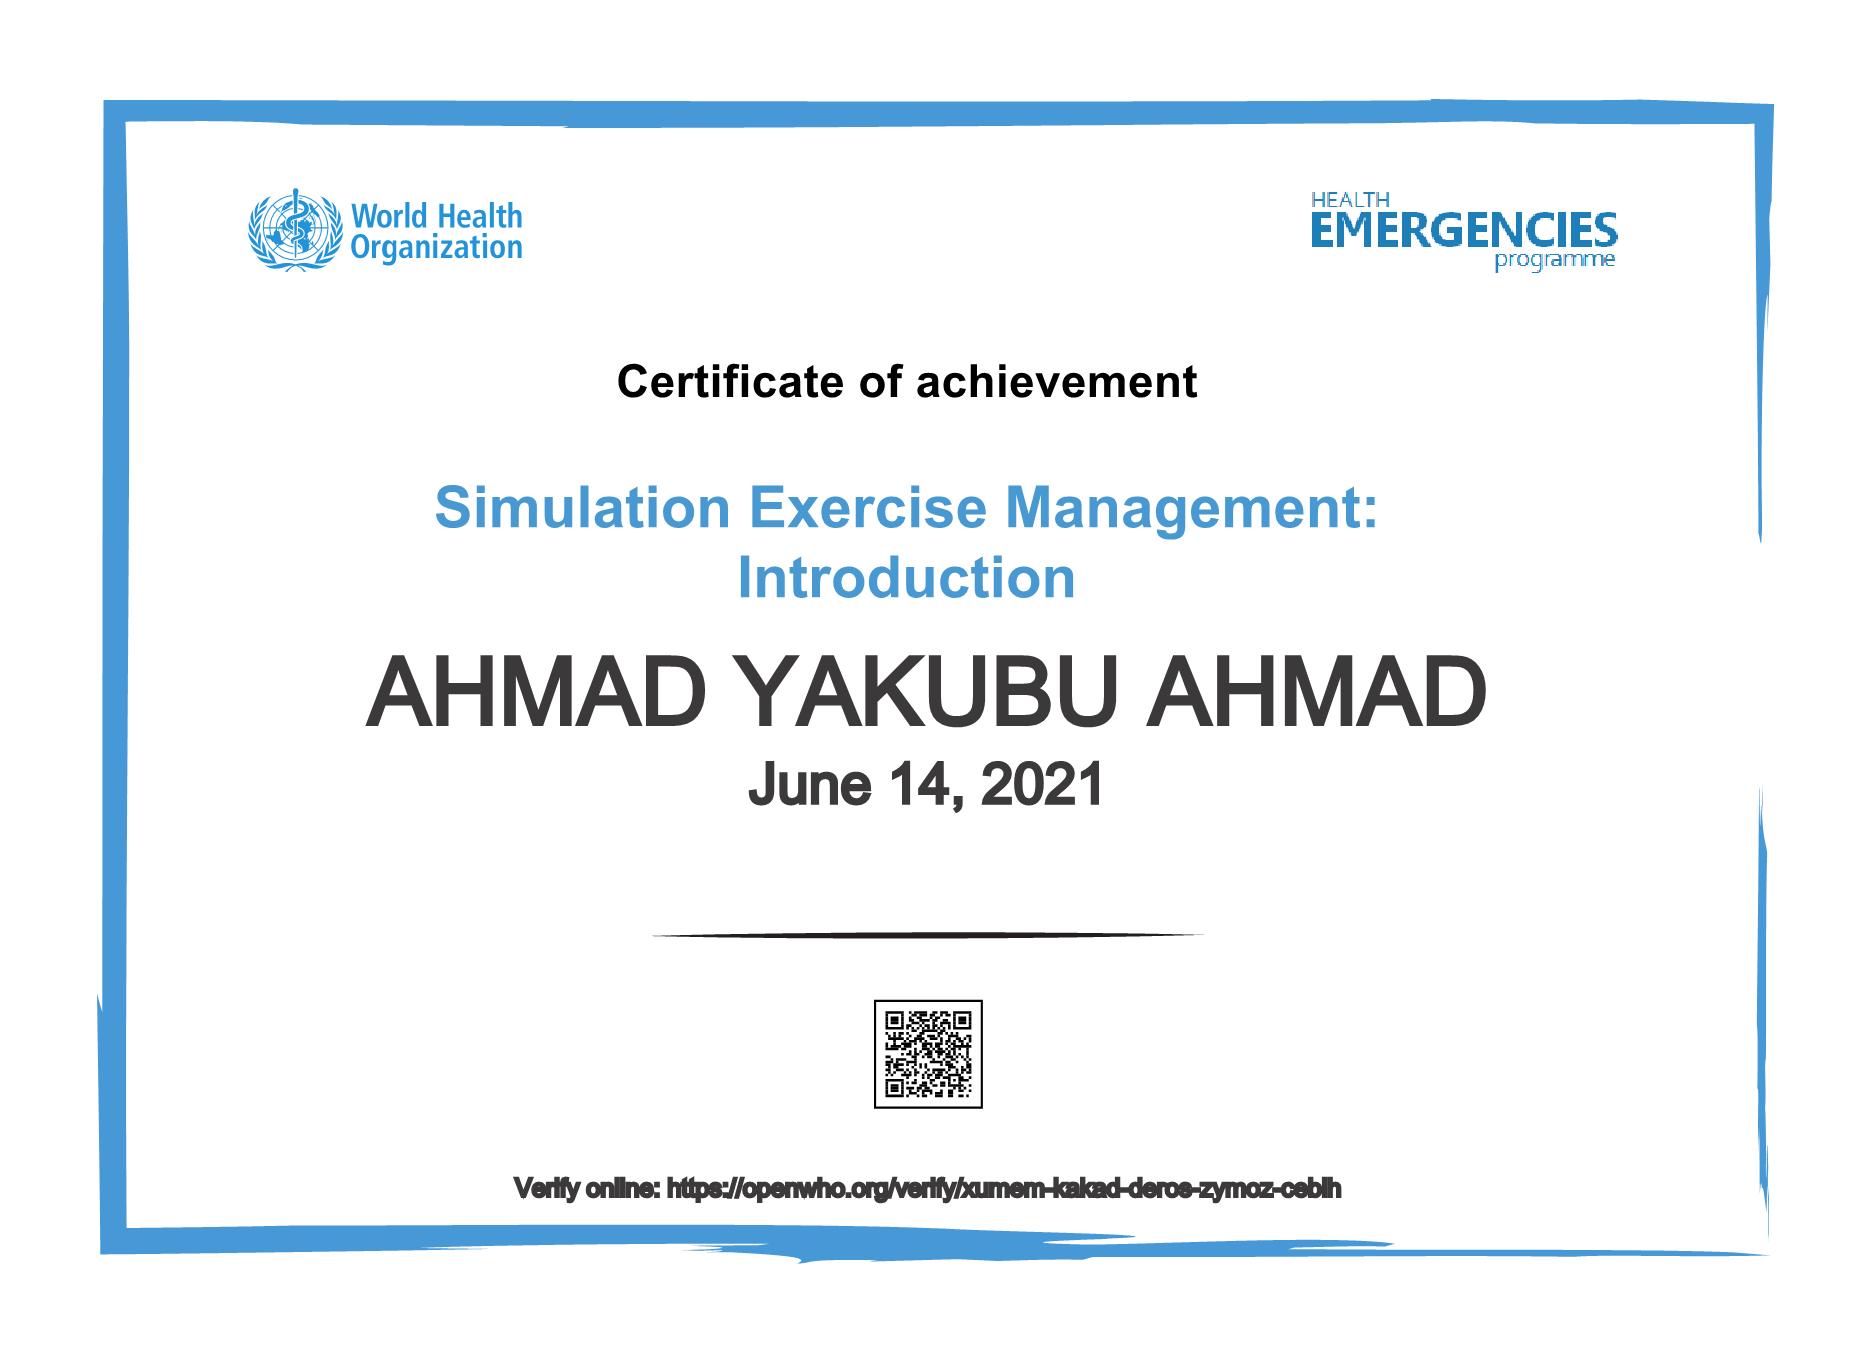 World Health
Organization
HEALTH
EMERGENCIES
programme
Certificate of achievement
Simulation Exercise Management:
Introduction
AHMAD YAKUBU AHMAD
June 14, 2021
Verify online: https://openwho.org/verify/xumem-kakad-deros-zymoz-cebih